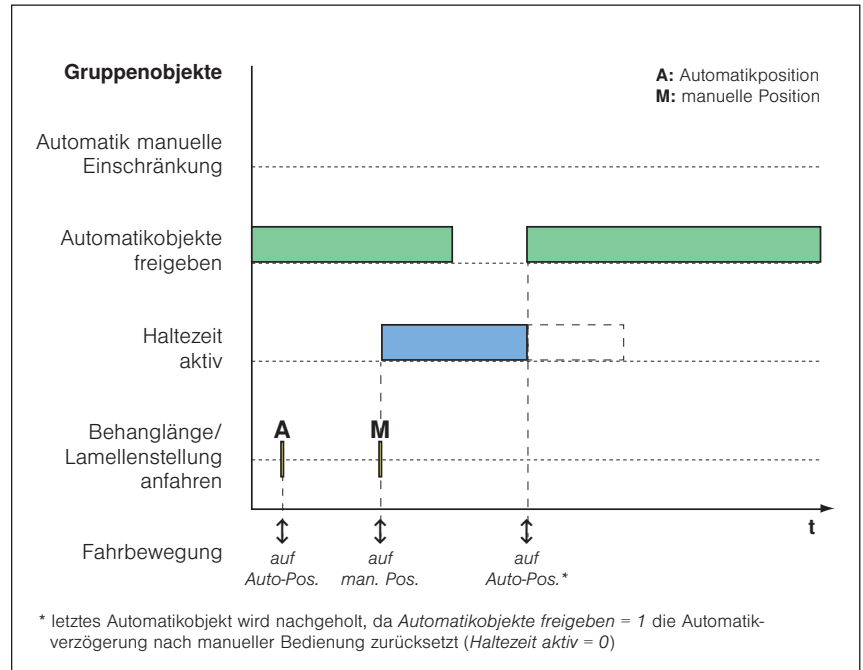 Gruppenobjekte
A: Automatikposition
M: manuelle Position
Automatik manuelle
Einschränkung
Automatikobjekte
freigeben
Haltezeit
aktiv
Behanglänge/
Lamellenstellung
anfahren
A
M
t
Fahrbewegung
auf
Auto-Pos.
auf
man. Pos.
auf
Auto-Pos.*
* letztes Automatikobjekt wird nachgeholt, da Automatikobjekte freigeben = 1 die Automatik-
verzögerung nach manueller Bedienung zurücksetzt (Haltezeit aktiv = 0)